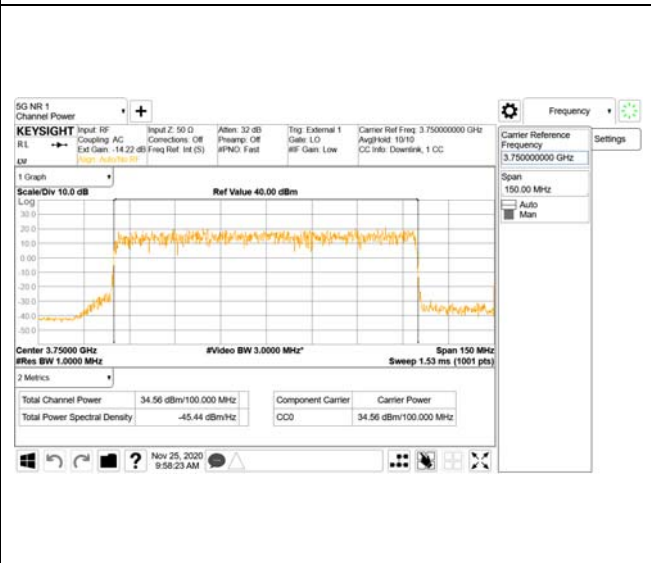 5G NR 1
Channel Power
Frequency
KEYSIGHT
Input: RF
Input Z: 50 Ω
Atten: 32 dB
Trig: External 1
Carrier Ref Freq: 3.750000000 GHz
RL
Coupling: AC
Corrections: Off
Preamp: Off
Gate: LO
Avg|Hold: 10/10
Ext Gain: -14.22 dB
Freq Ref: Int (S)
#PNO: Fast
#IF Gain: Low
CC Info: Downlink, 1 CC
Align: Auto/No RF
Carrier Reference
Frequency
3.750000000 GHz
Settings
Span
150.00 MHz
Auto
Man
1 Graph
Scale/Div 10.0 dB
Ref Value 40.00 dBm
Log
30.0
20.0
10.0
0.00
-10.0
-20.0
-30.0
-40.0
-50.0
Center 3.75000 GHz
#Video BW 3.0000 MHz*
Span 150 MHz
#Res BW 1.0000 MHz
Sweep 1.53 ms (1001 pts)
2 Metrics
Total Channel Power
34.56 dBm/100.000 MHz
Component Carrier
Carrier Power
Total Power Spectral Density
-45.44 dBm/Hz
CC0
34.56 dBm/100.000 MHz
?
Nov 25, 2020
9:58:23 AM